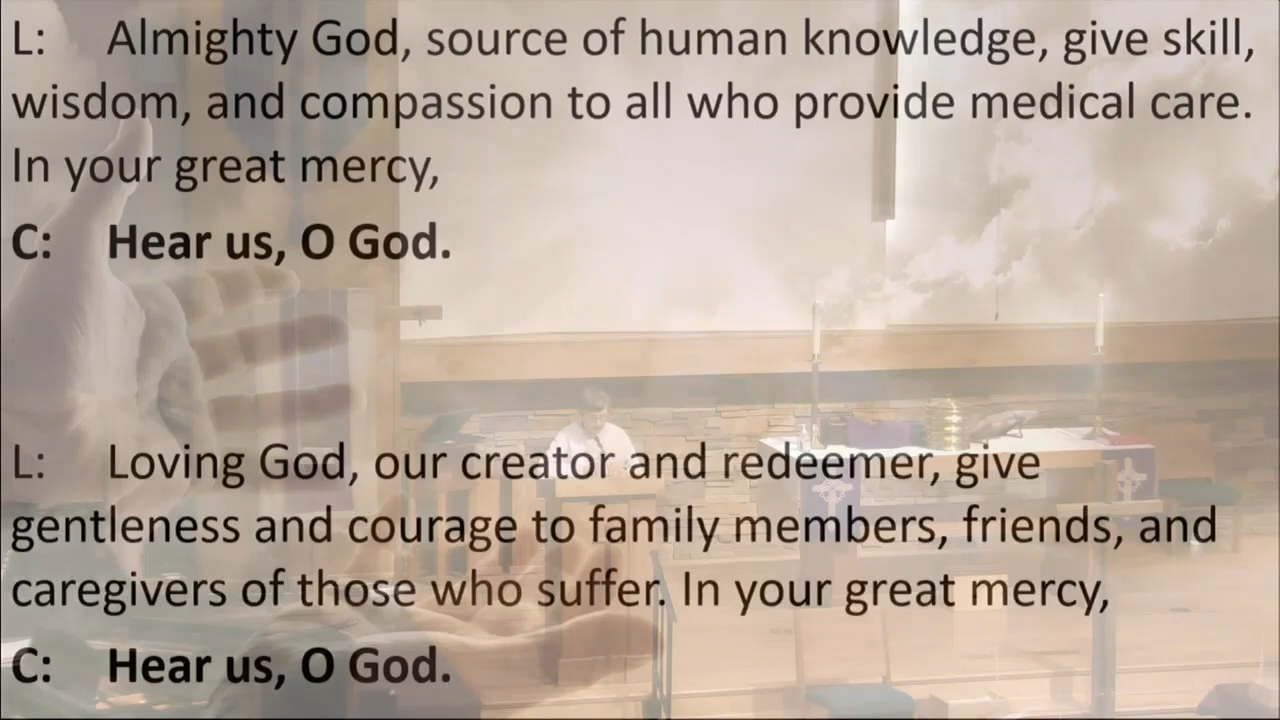 L: Almighty God, source of human knowledge, give skill,
wisdom, and compassion to all who provide medical care.
In your great mercy,
C: Hear us, O God.
L: Loving God, our creator and redeemer, give
gentleness and courage to family members, friends, and
caregivers of those who suffer. In your great mercy,
C: Hear us, O God.